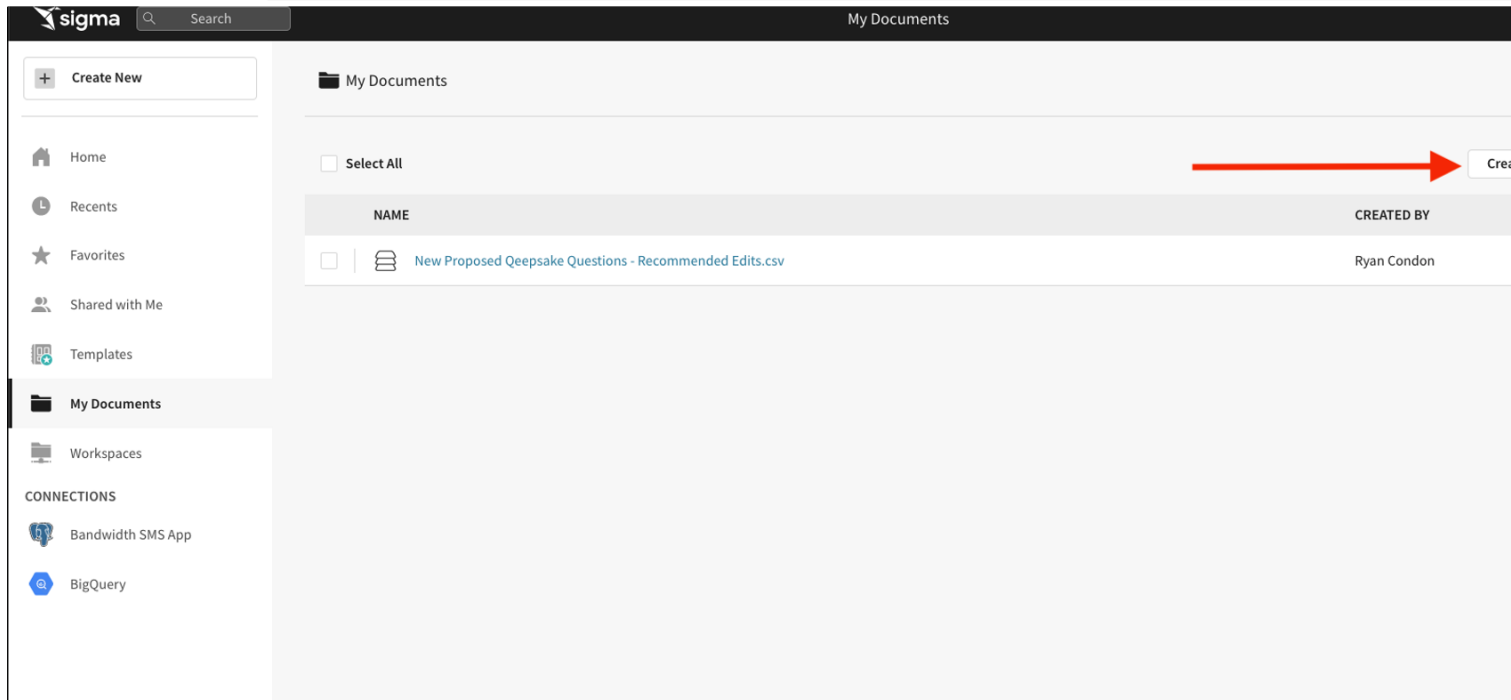 sigma
Search
My Documents
Create New
My Documents
Home
Select All
Recents
NAME
CREATED BY
Favorites
New Proposed Qeepsake Questions - Recommended Edits.csv
Ryan Condon
Shared with Me
Templates
My Documents
Workspaces
CONNECTIONS
Bandwidth SMS App
BigQuery